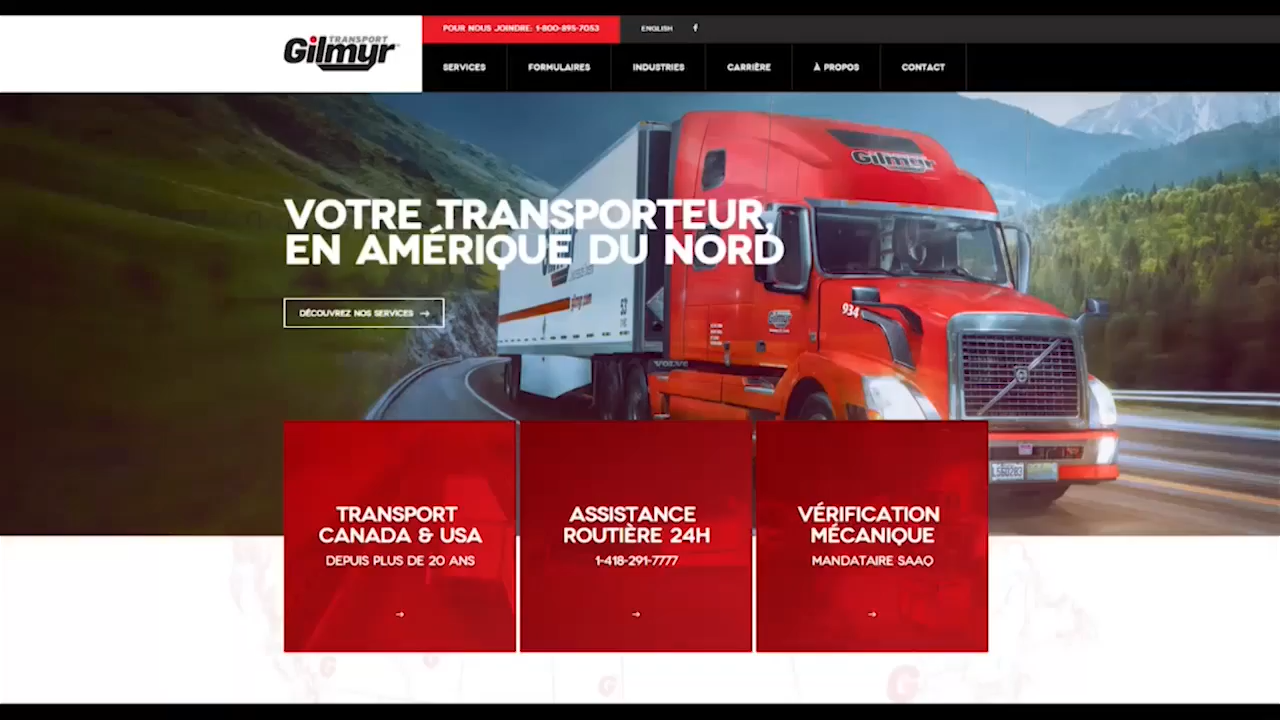 TRANSPORT
Gilmyr
POUR NOUS JOINDRE: 1-800-895-7053
ENGLISH
SERVICES
FORMULAIRES
INDUSTRIES
CARRIÈRE
À PROPOS
CONTACT
VOTRE TRANSPORTEUR,
EN AMÉRIQUE DU NORD
DÉCOUVREZ NOS SERVICES
Gilmyr
934
53
VOLVO
TRANSPORT
CANADA & USA
DEPUIS PLUS DE 20 ANS
ASSISTANCE
ROUTIÈRE 24H
1-418-291-7777
VÉRIFICATION
MÉCANIQUE
MANDATAIRE SAAQ